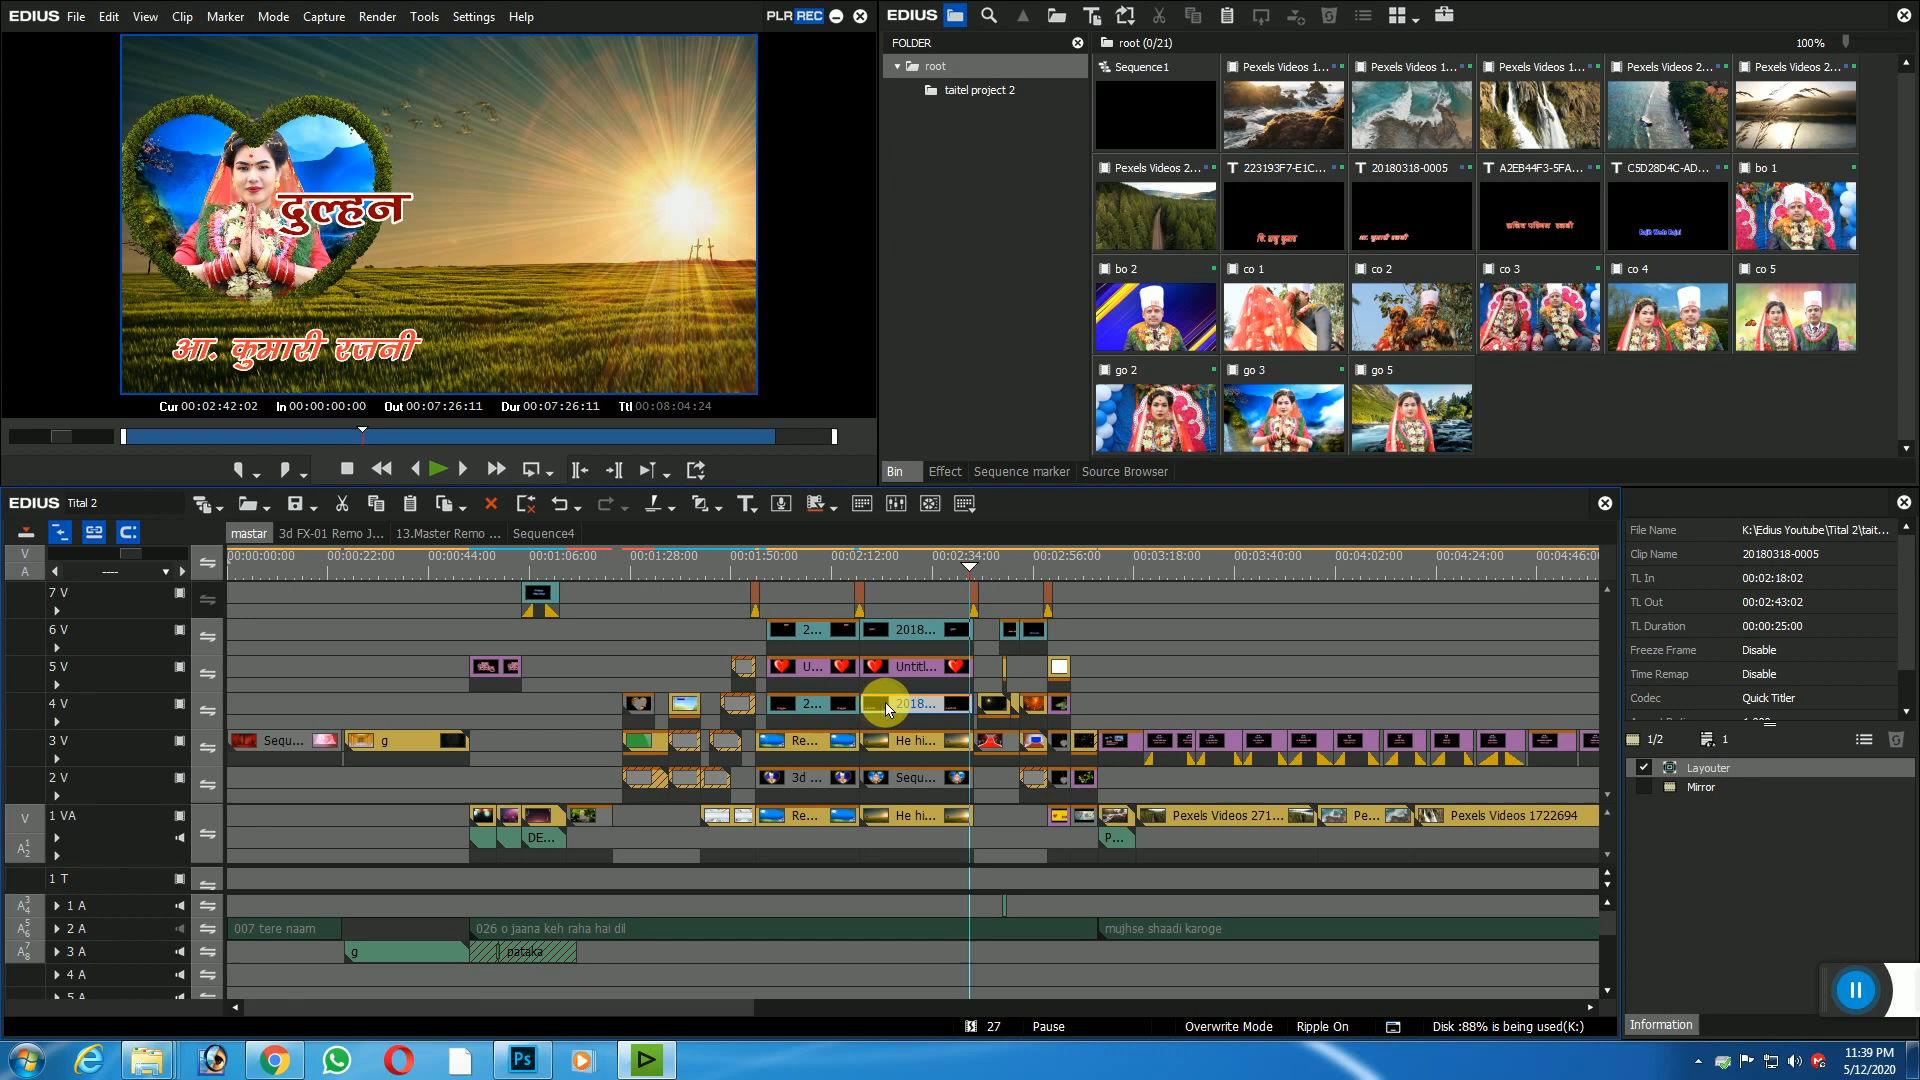 EDIUS File Edit View Clip Marker Mode Capture Render Tools Settings Help PLR REC
दुल्हन
आ. कुमारी रजनी
Cur 00:02:42:02 In 00:00:00:00 Out 00:07:26:11 Dur 00:07:26:11 Ttl 00:08:04:24
EDIUS
FOLDER
root (0/21) 100%
root
taitel project 2
Sequence1 Pexels Videos 1... Pexels Videos 1... Pexels Videos 1... Pexels Videos 2... Pexels Videos 2...
Pexels Videos 2... 223193F7-E1C... 20180318-0005 A2EB44F3-5FA... C5D28D4C-AD... bo 1
bo 2 co 1 co 2 co 3 co 4 co 5
go 2 go 3 go 5
Bin Effect Sequence marker Source Browser
EDIUS Tital 2
mastar 3d FX-01 Remo J... 13.Master Remo ... Sequence4
00:00:00:00 00:00:22:00 00:00:44:00 00:01:06:00 00:01:28:00 00:01:50:00 00:02:12:00 00:02:34:00 00:02:56:00 00:03:18:00 00:03:40:00 00:04:02:00 00:04:24:00 00:04:46:00
V
A ----
7 V
6 V 2... 2018...
5 V U... Untitl...
4 V 2... 2018...
3 V Sequ... g Re... He hi...
2 V 3d ... Sequ...
V 1 VA Re... He hi... Pexels Videos 271... Pe... Pexels Videos 1722694
A12 DE... P...
1 T
A34 1 A
A56 2 A 007 tere naam 026 o jaana keh raha hai dil mujhse shaadi karoge
A78 3 A g pataka
4 A
5 A
27 Pause Overwrite Mode Ripple On Disk :88% is being used(K:)
File Name K:\Edius Youtube\Tital 2\tait...
Clip Name 20180318-0005
TL In 00:02:18:02
TL Out 00:02:43:02
TL Duration 00:00:25:00
Freeze Frame Disable
Time Remap Disable
Codec Quick Titler
1/2 1
Layouter
Mirror
Information
Ps
11:39 PM
5/12/2020